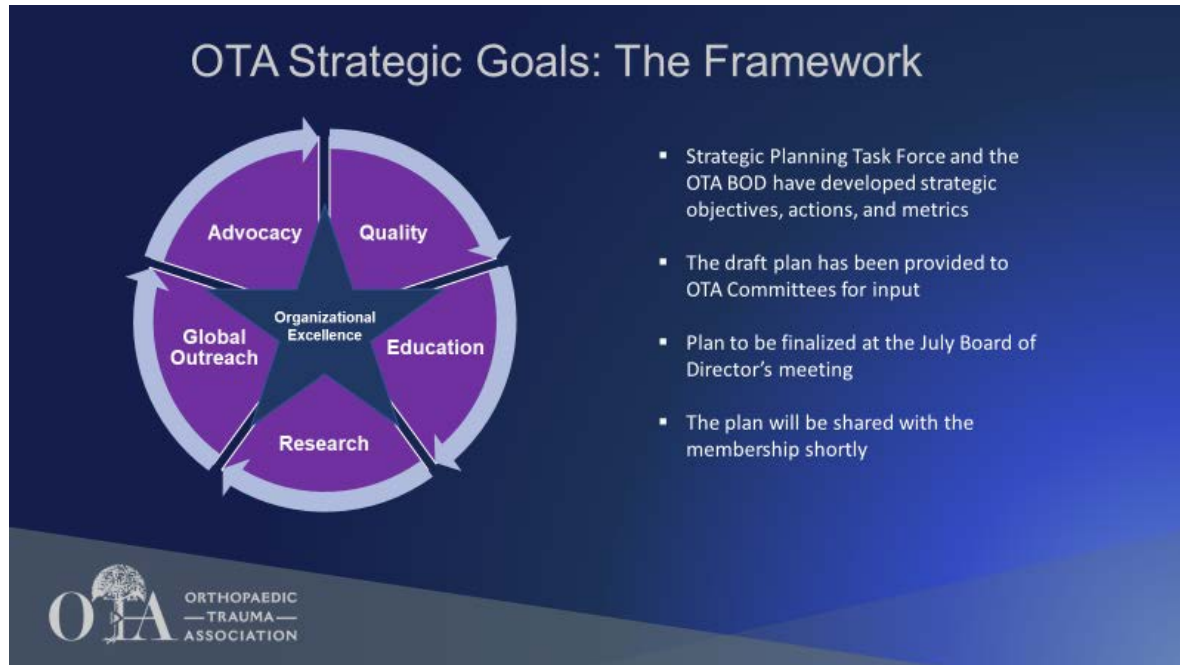 OTA Strategic Goals: The Framework
Advocacy
Quality
Organizational
Excellence
Global
Outreach
Education
Research
▪ Strategic Planning Task Force and the
OTA BOD have developed strategic
objectives, actions, and metrics
▪ The draft plan has been provided to
OTA Committees for input
▪ Plan to be finalized at the July Board of
Director’s meeting
▪ The plan will be shared with the
membership shortly
OTA
ORTHOPAEDIC
—TRAUMA—
ASSOCIATION